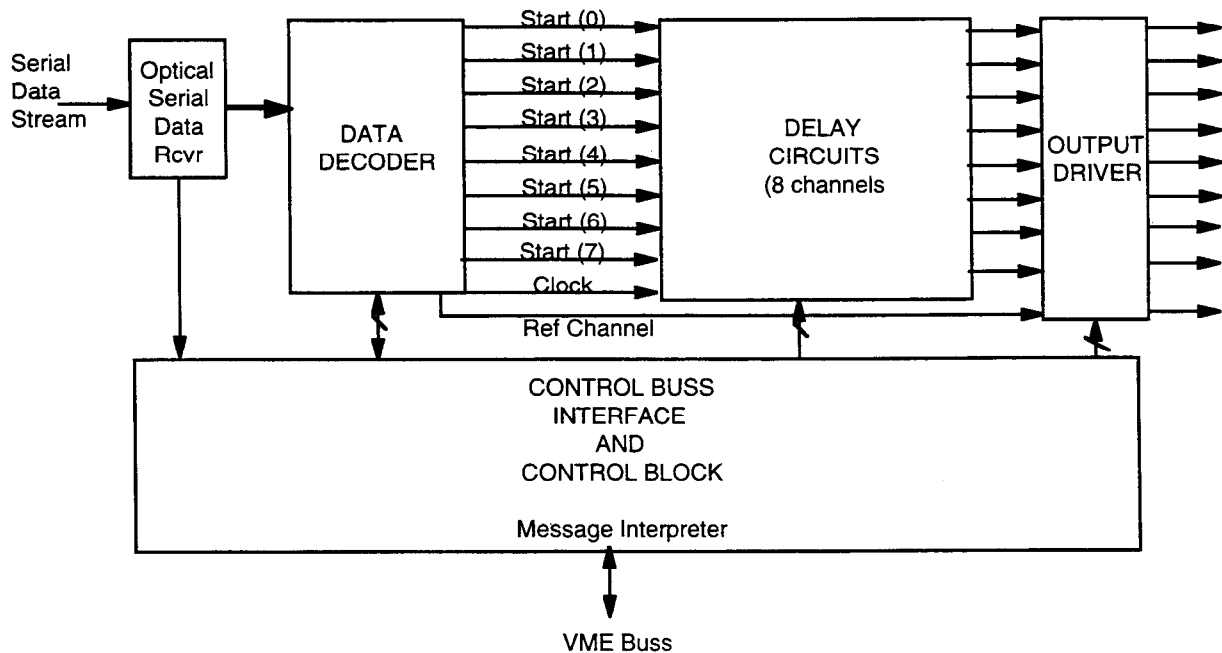 Serial
Data
Stream
Optical
Serial
Data
Rcvr
DATA
DECODER
Start (0)
Start (1)
Start (2)
Start (3)
Start (4)
Start (5)
Start (6)
Start (7)
Clock
Ref Channel
DELAY
CIRCUITS
(8 channels
OUTPUT
DRIVER
CONTROL BUSS
INTERFACE
AND
CONTROL BLOCK
Message Interpreter
VME Buss